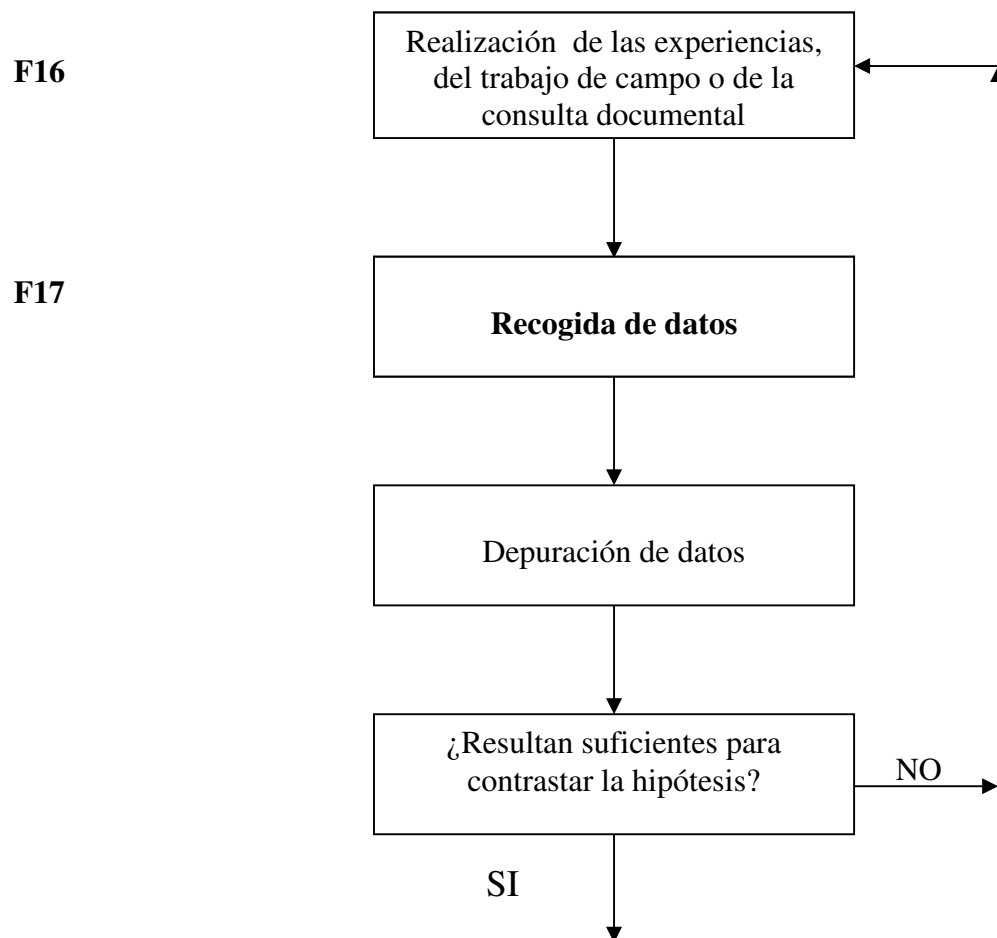 Realización  de las experiencias,
F16
del trabajo de campo o de la
consulta documental
F17
Recogida de datos
Depuración de datos
¿Resultan suficientes para
contrastar la hipótesis?
NO
SI